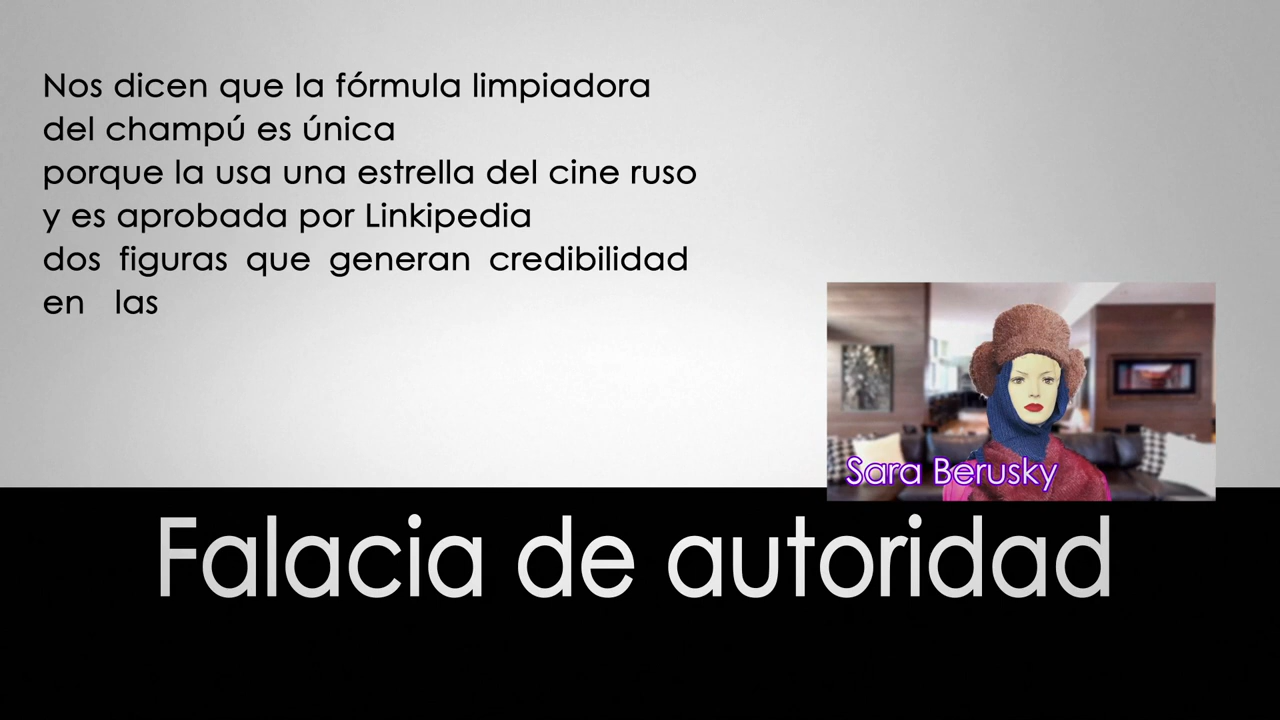 Nos dicen que la fórmula limpiadora
del champú es única
porque la usa una estrella del cine ruso
y es aprobada por Linkipedia
dos figuras que generan credibilidad
en las
Sara Berusky
Falacia de autoridad